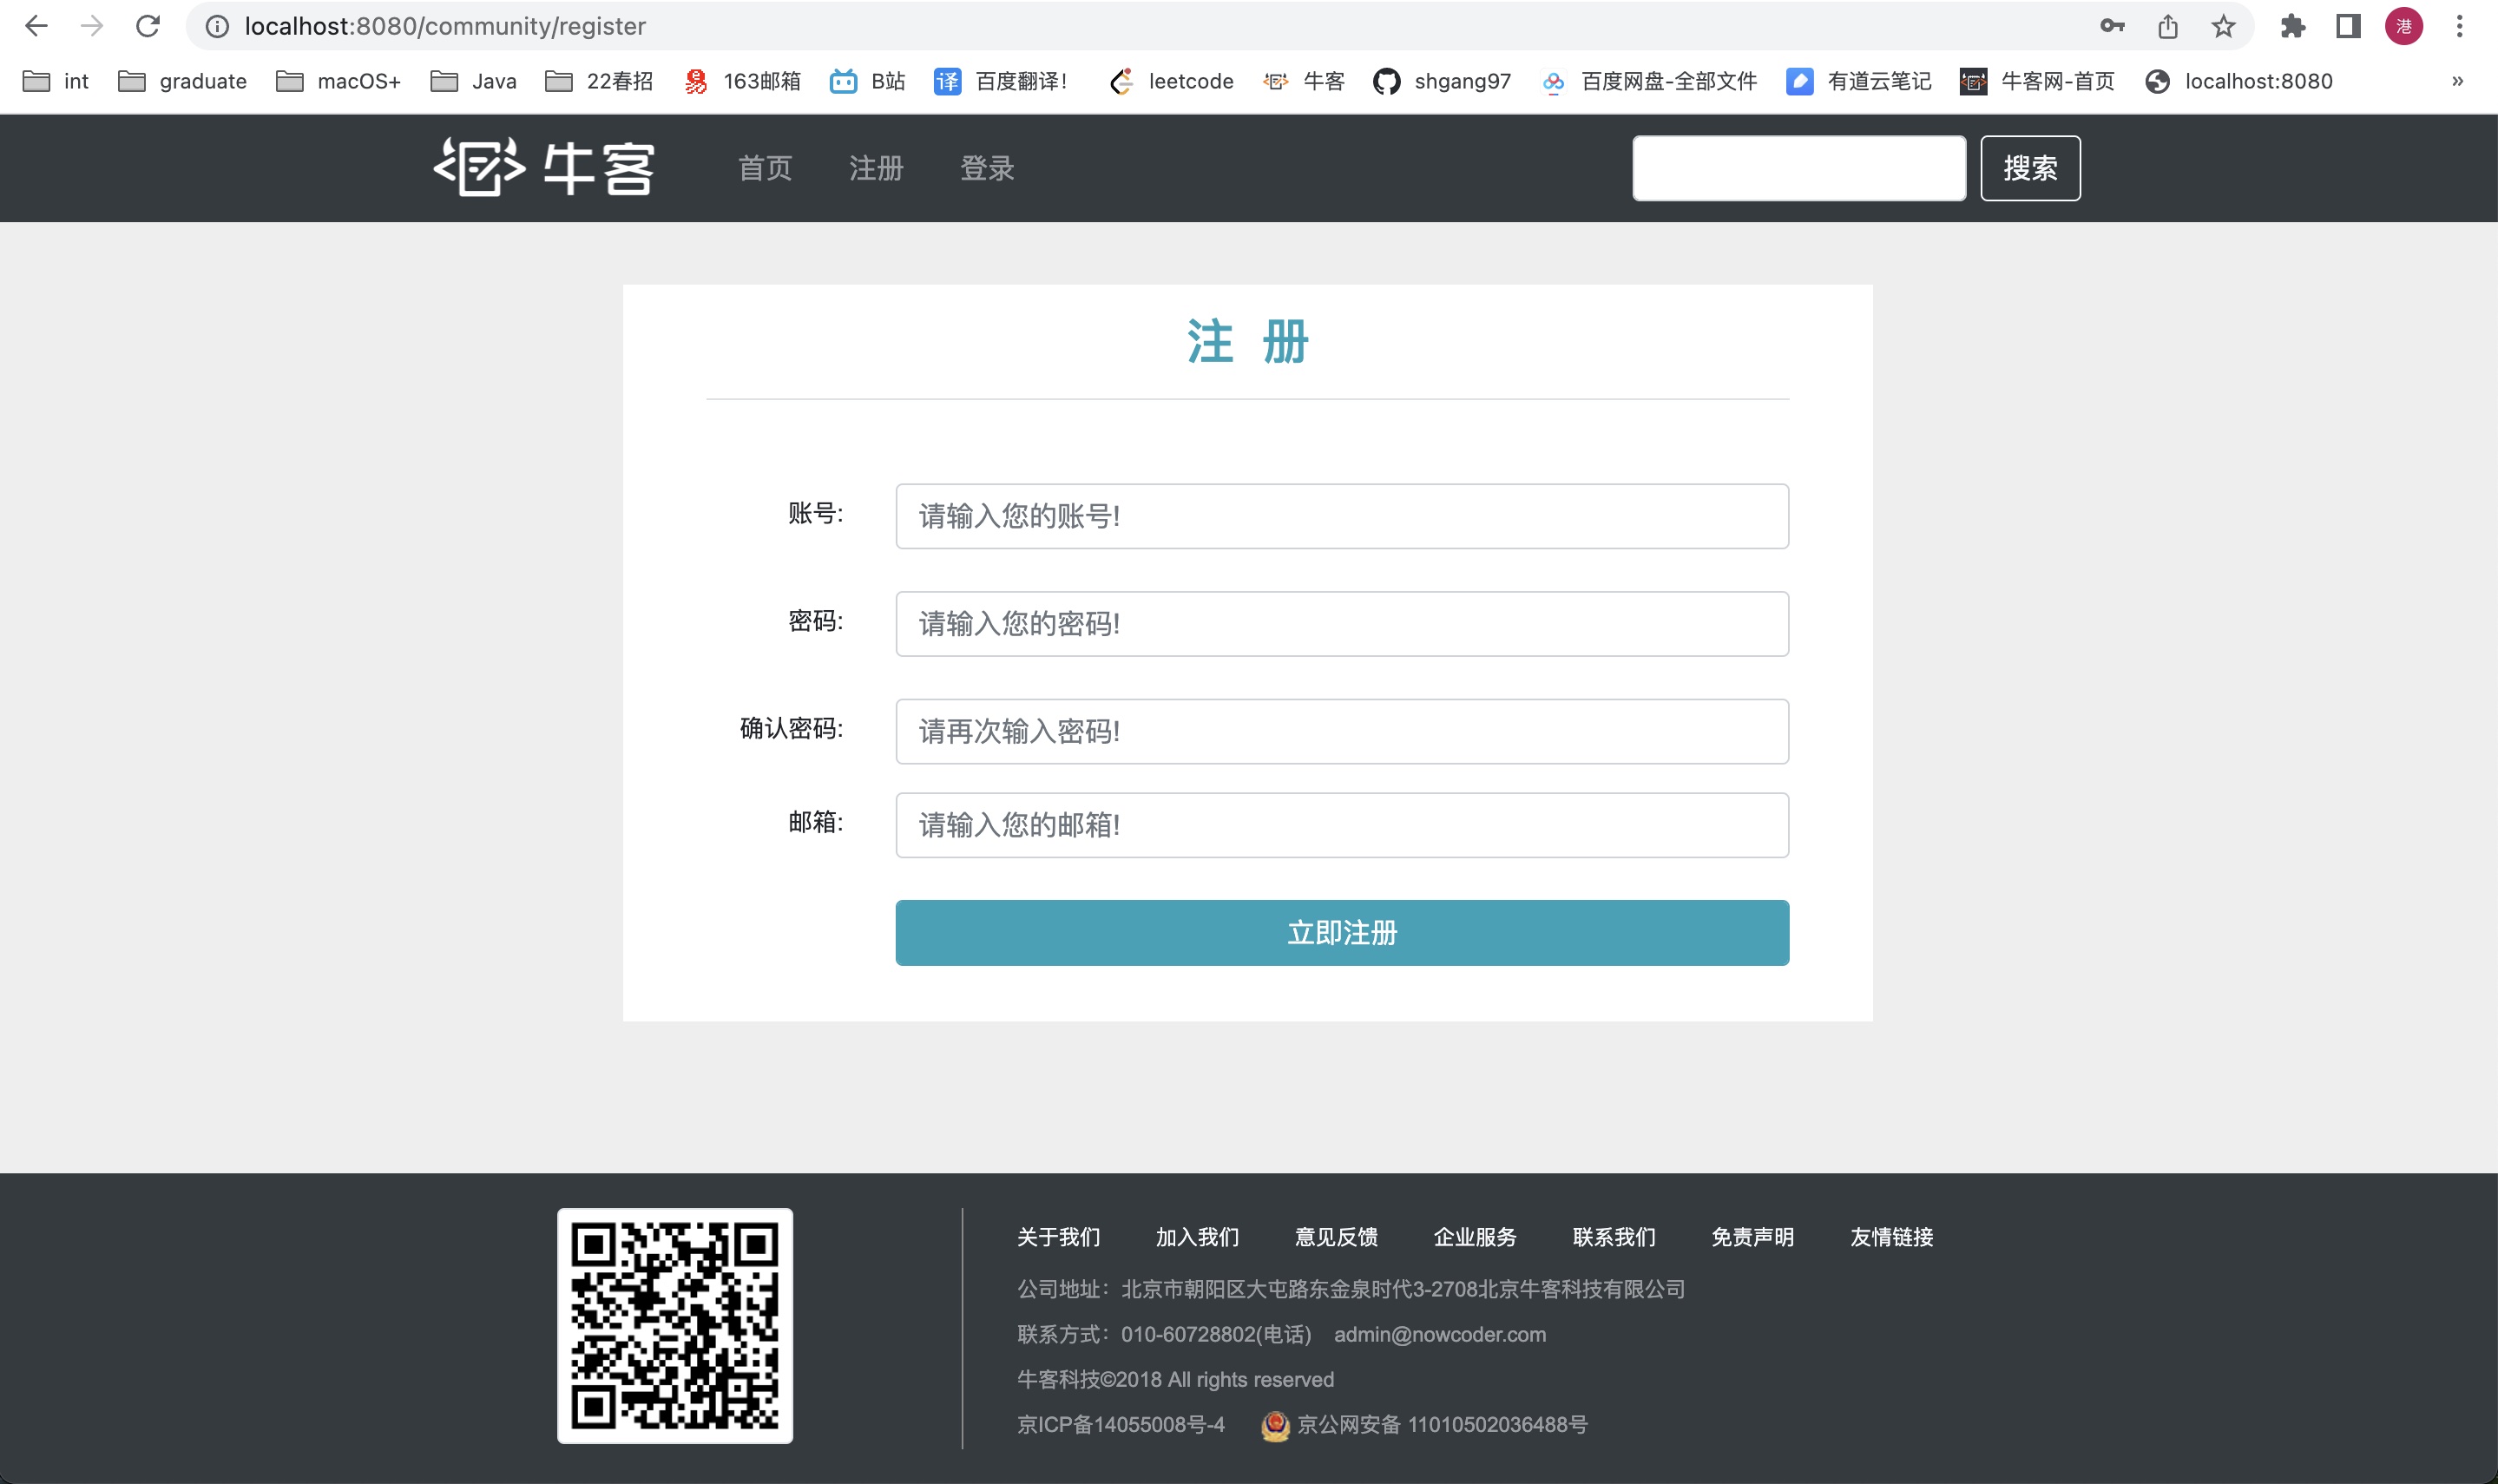 localhost:8080/community/register
港
int graduate macOS+ Java 22春招 163邮箱 B站 百度翻译! leetcode 牛客 shgang97 百度网盘-全部文件 有道云笔记 牛客网-首页 localhost:8080 »
牛客 首页 注册 登录 搜索
注 册
账号: 请输入您的账号!
密码: 请输入您的密码!
确认密码: 请再次输入密码!
邮箱: 请输入您的邮箱!
立即注册
关于我们 加入我们 意见反馈 企业服务 联系我们 免责声明 友情链接
公司地址：北京市朝阳区大屯路东金泉时代3-2708北京牛客科技有限公司
联系方式：010-60728802(电话) admin@nowcoder.com
牛客科技©2018 All rights reserved
京ICP备14055008号-4 京公网安备 11010502036488号